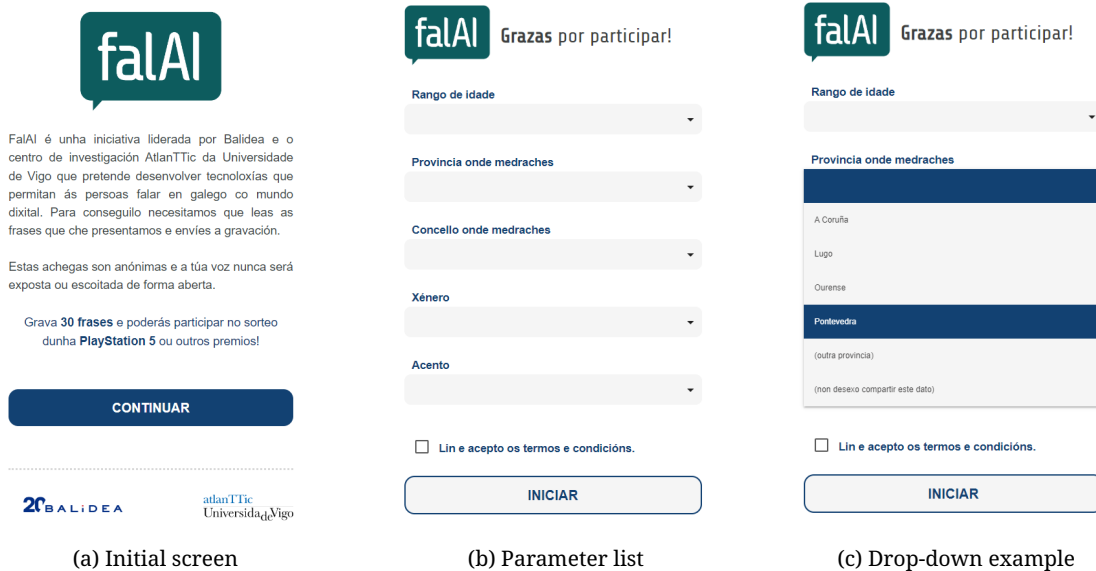 falAI
FalAI é unha iniciativa liderada por Balidea e o
centro de investigación AtlanTTic da Universidade
de Vigo que pretende desenvolver tecnoloxías que
permitan ás persoas falar en galego co mundo
dixital. Para conseguilo necesitamos que leas as
frases que che presentamos e envíes a gravación.
Estas achegas son anónimas e a túa voz nunca será
exposta ou escoitada de forma aberta.
Grava 30 frases e poderás participar no sorteo
dunha PlayStation 5 ou outros premios!
CONTINUAR
20 BALiDEA
atlanTTic
UniversidadeVigo
(a) Initial screen
falAI Grazas por participar!
Rango de idade
Provincia onde medraches
Concello onde medraches
Xénero
Acento
Lin e acepto os termos e condicións.
INICIAR
(b) Parameter list
falAI Grazas por participar!
Rango de idade
Provincia onde medraches
A Coruña
Lugo
Ourense
Pontevedra
(outra provincia)
(non desexo compartir este dato)
Lin e acepto os termos e condicións.
INICIAR
(c) Drop-down example